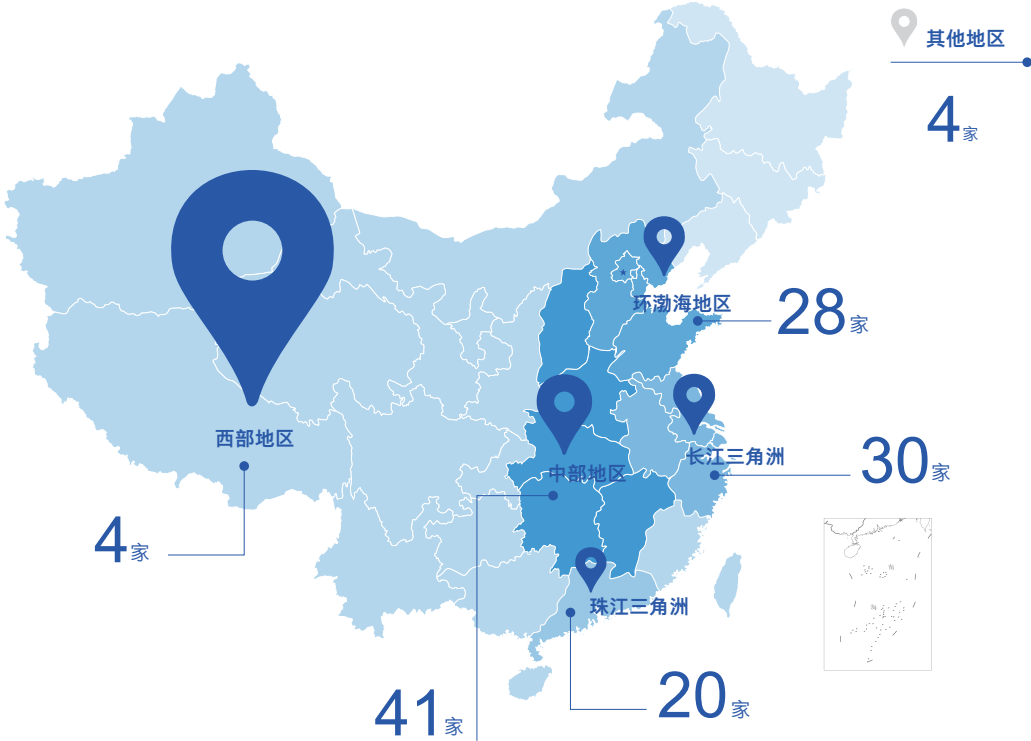 其他地区
4家
环渤海地区
28家
西部地区
4家
中部地区
41家
长江三角洲
30家
珠江三角洲
20家